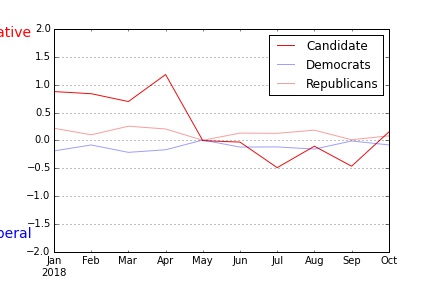 ative
beral
2.0
1.5
1.0
0.5
0.0
−0.5
−1.0
−1.5
−2.0
Candidate
Democrats
Republicans
Jan Feb Mar Apr May Jun Jul Aug Sep Oct
2018